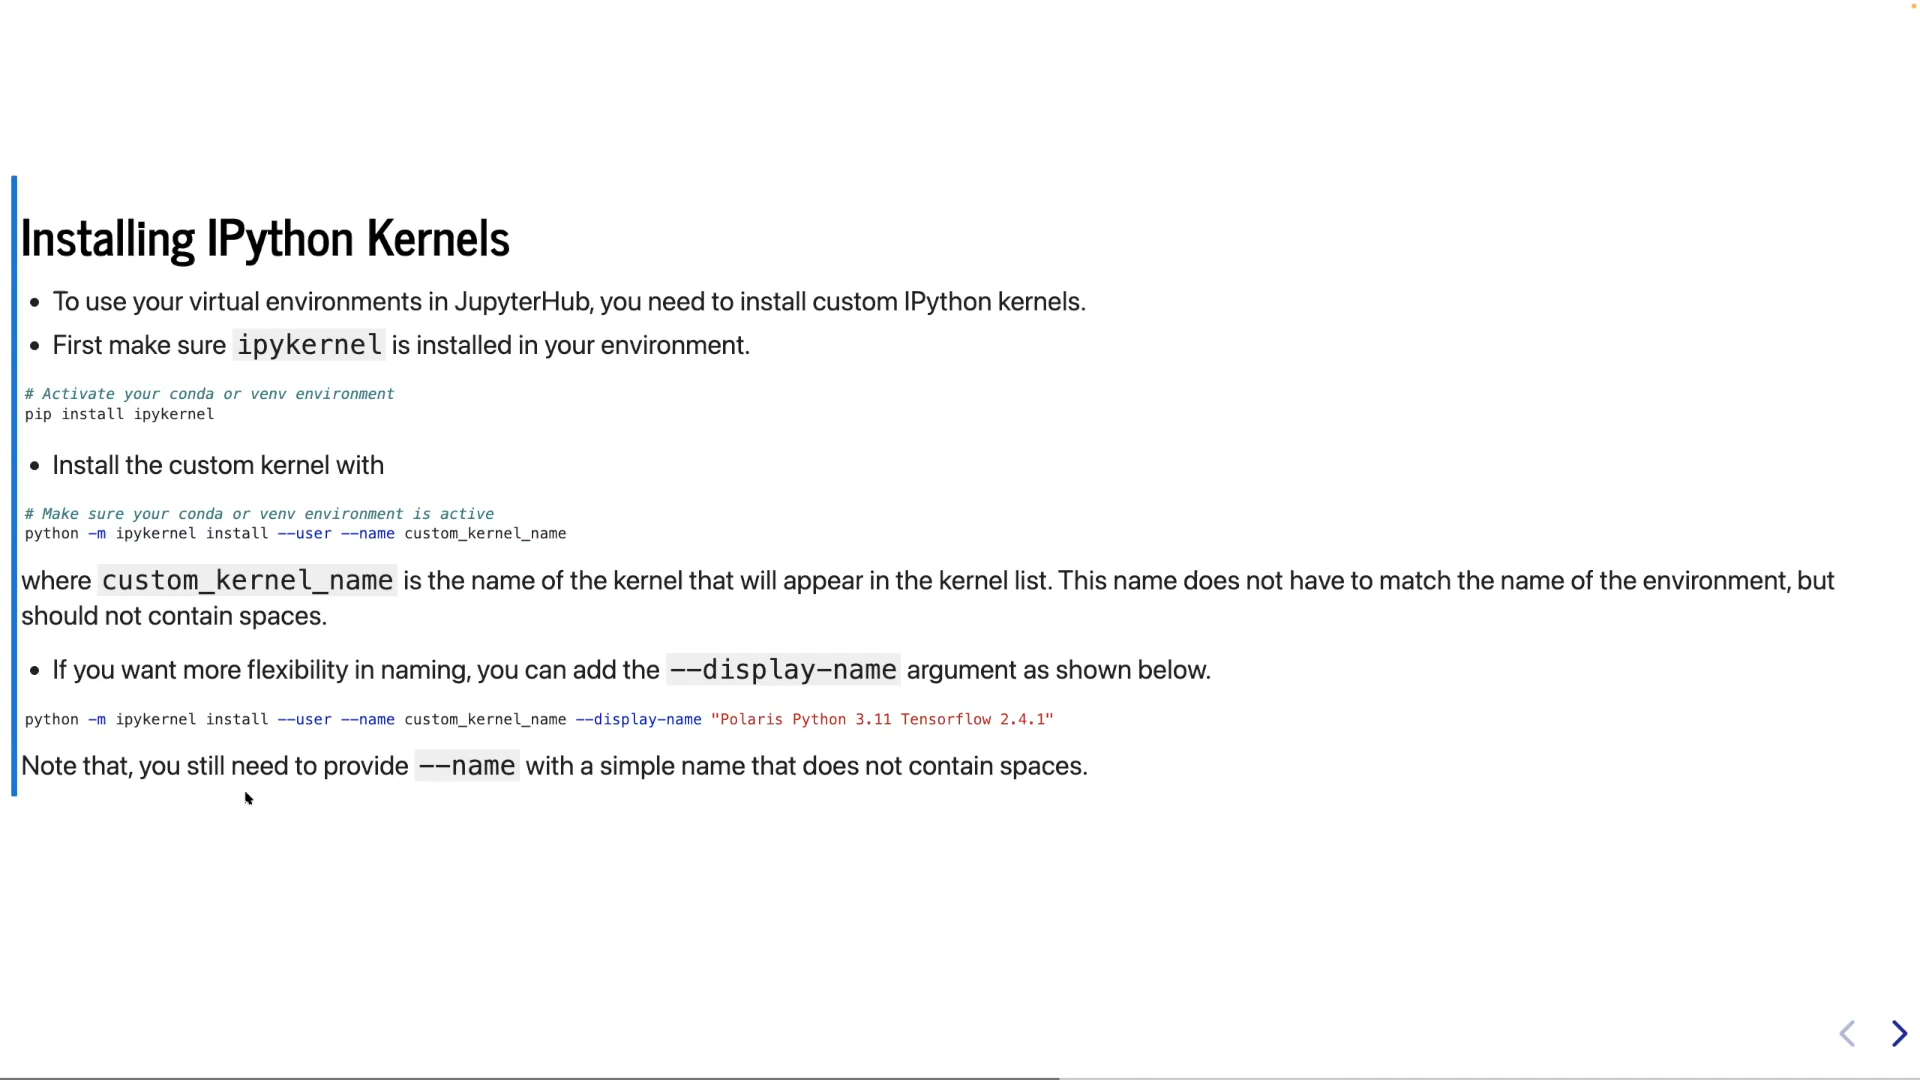 Installing IPython Kernels
• To use your virtual environments in JupyterHub, you need to install custom IPython kernels.
• First make sure ipykernel is installed in your environment.
# Activate your conda or venv environment
pip install ipykernel
• Install the custom kernel with
# Make sure your conda or venv environment is active
python -m ipykernel install --user --name custom_kernel_name
where custom_kernel_name is the name of the kernel that will appear in the kernel list. This name does not have to match the name of the environment, but
should not contain spaces.
• If you want more flexibility in naming, you can add the --display-name argument as shown below.
python -m ipykernel install --user --name custom_kernel_name --display-name "Polaris Python 3.11 Tensorflow 2.4.1"
Note that, you still need to provide --name with a simple name that does not contain spaces.